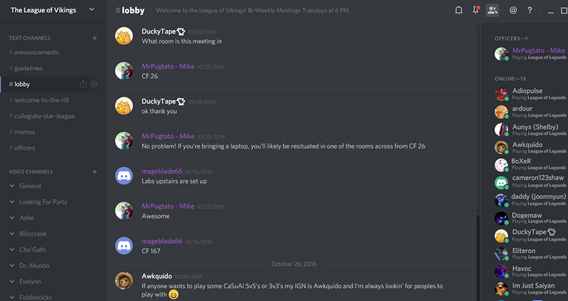 The League of Vikings
# lobby
Welcome to the League of Vikings! Bi-Weekly Meetings Tuesdays at 6 PM
TEXT CHANNELS
# announcements
# guidelines
# lobby
# welcome-to-the-rift
# collegiate-star-league
# memes
# officers
VOICE CHANNELS
General
Looking For Party
Ashe
Blitzcrank
Cho'Gath
Dr. Mundo
Evelynn
Fiddlesticks
DuckyTape 10/25/2016
What room is this meeting in
MrPugtato - Mike 10/25/2016
CF 26
DuckyTape 10/25/2016
ok thank you
MrPugtato - Mike 10/25/2016
No problem! If you're bringing a laptop, you'll likely be resituated in one of the rooms across from CF 26
mageblade66 10/25/2016
Labs upstairs are set up
MrPugtato - Mike 10/25/2016
Awesome
mageblade66 10/25/2016
CF 167
October 26, 2016
Awkquido 10/26/2016
If anyone wants to play some CaSuAl 5v5's or 3v3's my IGN is Awkquido and I'm always lookin' for peoples to
play with
OFFICERS—1
MrPugtato - Mike
Playing League of Legends
ONLINE—19
Adiopulse
Playing League of Legends
ardour
Playing League of Legends
Aunyx (Shelby)
Playing League of Legends
Awkquido
Playing League of Legends
BoXeR
Playing League of Legends
cameron123shaw
Playing League of Legends
daddy (joonmyun)
Playing League of Legends
Dogemaw
Playing League of Legends
DuckyTape
Playing League of Legends
Eliteron
Playing League of Legends
Havoc
Playing League of Legends
Im Just Saiyan
Playing League of Legends